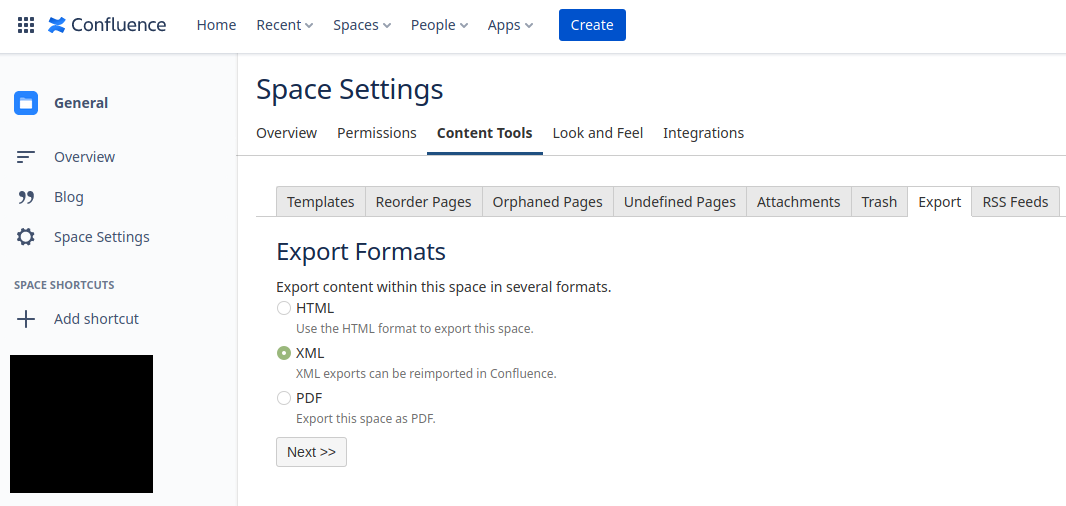 Confluence Home Recent Spaces People Apps Create
General
Overview
Blog
Space Settings
SPACE SHORTCUTS
Add shortcut
Space Settings
Overview Permissions Content Tools Look and Feel Integrations
Templates Reorder Pages Orphaned Pages Undefined Pages Attachments Trash Export RSS Feeds
Export Formats
Export content within this space in several formats.
HTML
Use the HTML format to export this space.
XML
XML exports can be reimported in Confluence.
PDF
Export this space as PDF.
Next >>